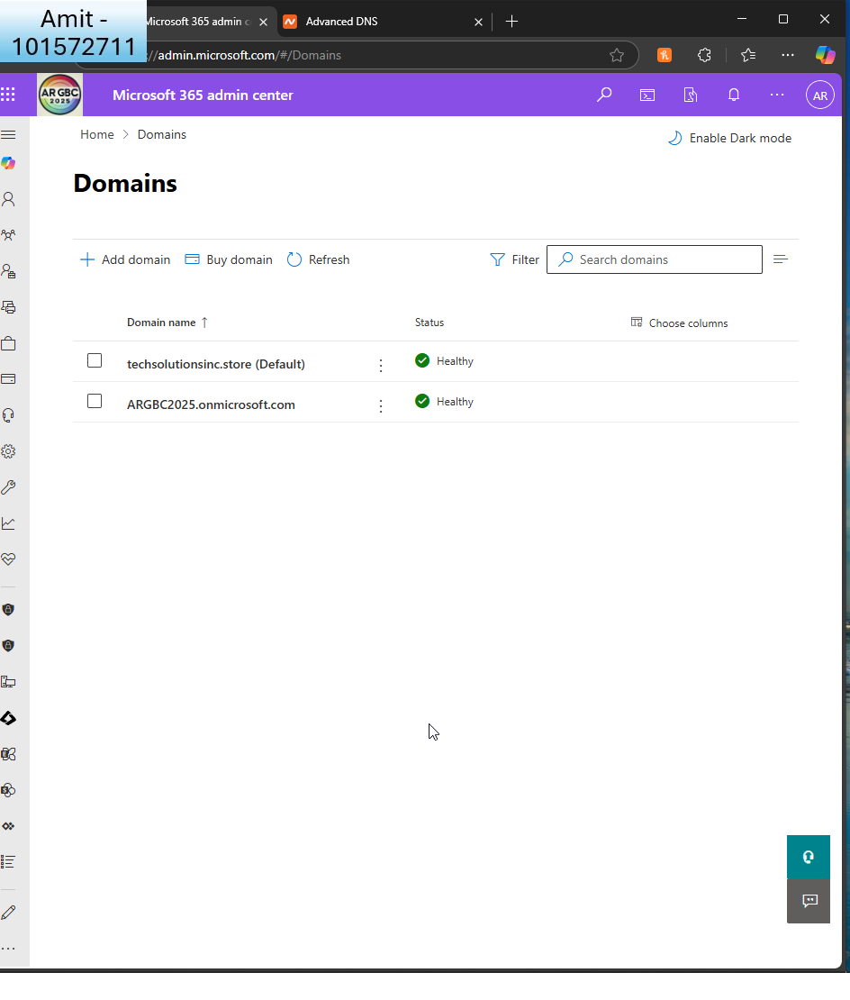 Amit -
101572711
Microsoft 365 admin c
Advanced DNS
://admin.microsoft.com/#/Domains
AR GBC
2025
Microsoft 365 admin center
AR
Home > Domains
Enable Dark mode
Domains
Add domain
Buy domain
Refresh
Filter
Search domains
Domain name ↑
Status
Choose columns
techsolutionsinc.store (Default)
Healthy
ARGBC2025.onmicrosoft.com
Healthy